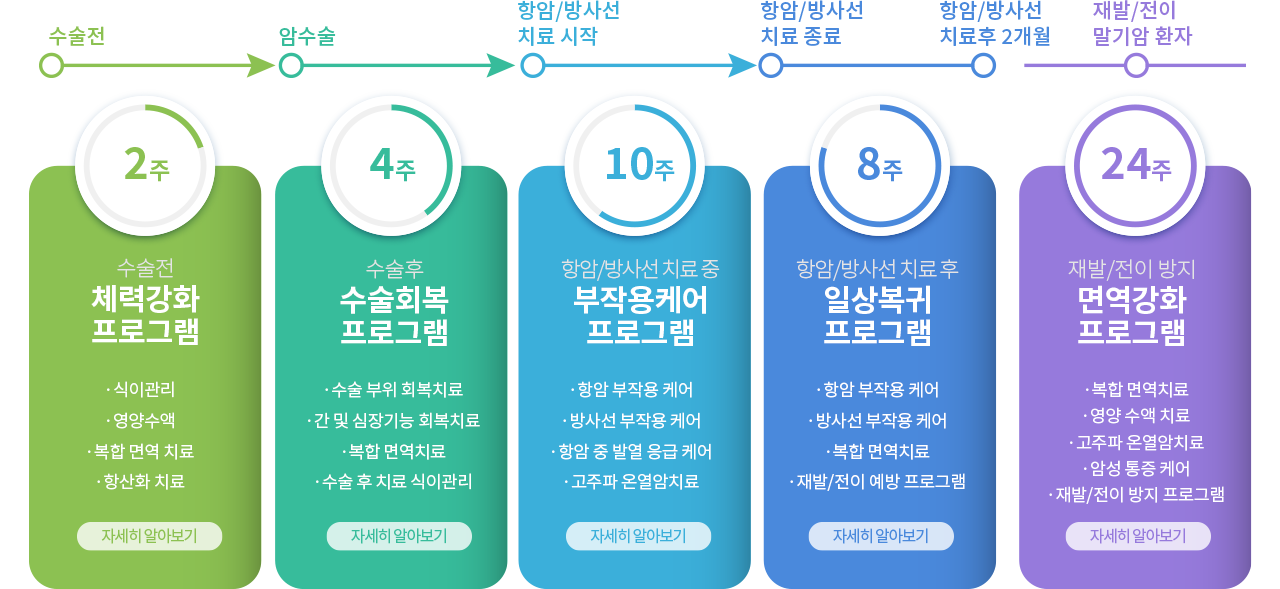 수술전
암수술
항암/방사선
치료 시작
항암/방사선
치료 종료
항암/방사선
치료후 2개월
재발/전이
말기암 환자
2주
수술전
체력강화
프로그램
· 식이관리
· 영양수액
· 복합 면역 치료
· 항산화 치료
자세히 알아보기
4주
수술후
수술회복
프로그램
· 수술 부위 회복치료
· 간 및 심장기능 회복치료
· 복합 면역치료
· 수술 후 치료 식이관리
자세히 알아보기
10주
항암/방사선 치료 중
부작용케어
프로그램
· 항암 부작용 케어
· 방사선 부작용 케어
· 항암 중 발열 응급 케어
· 고주파 온열암치료
자세히 알아보기
8주
항암/방사선 치료 후
일상복귀
프로그램
· 항암 부작용 케어
· 방사선 부작용 케어
· 복합 면역치료
· 재발/전이 예방 프로그램
자세히 알아보기
24주
재발/전이 방지
면역강화
프로그램
· 복합 면역치료
· 영양 수액 치료
· 고주파 온열암치료
· 암성 통증 케어
· 재발/전이 방지 프로그램
자세히 알아보기